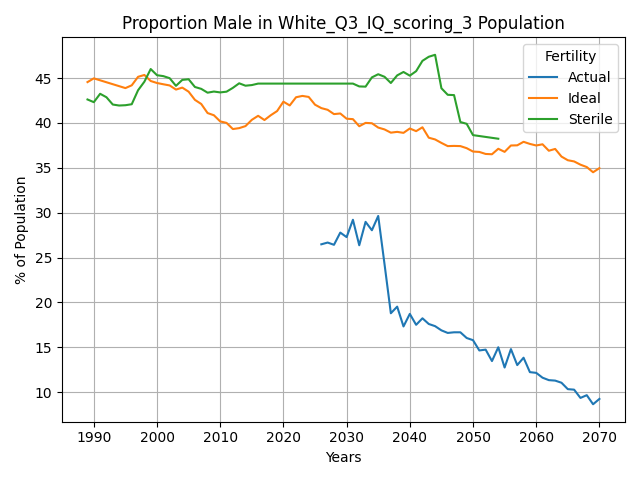 Proportion Male in White_Q3_IQ_scoring_3 Population
Fertility
Actual
Ideal
Sterile
% of Population
45
40
35
30
25
20
15
10
1990 2000 2010 2020 2030 2040 2050 2060 2070
Years